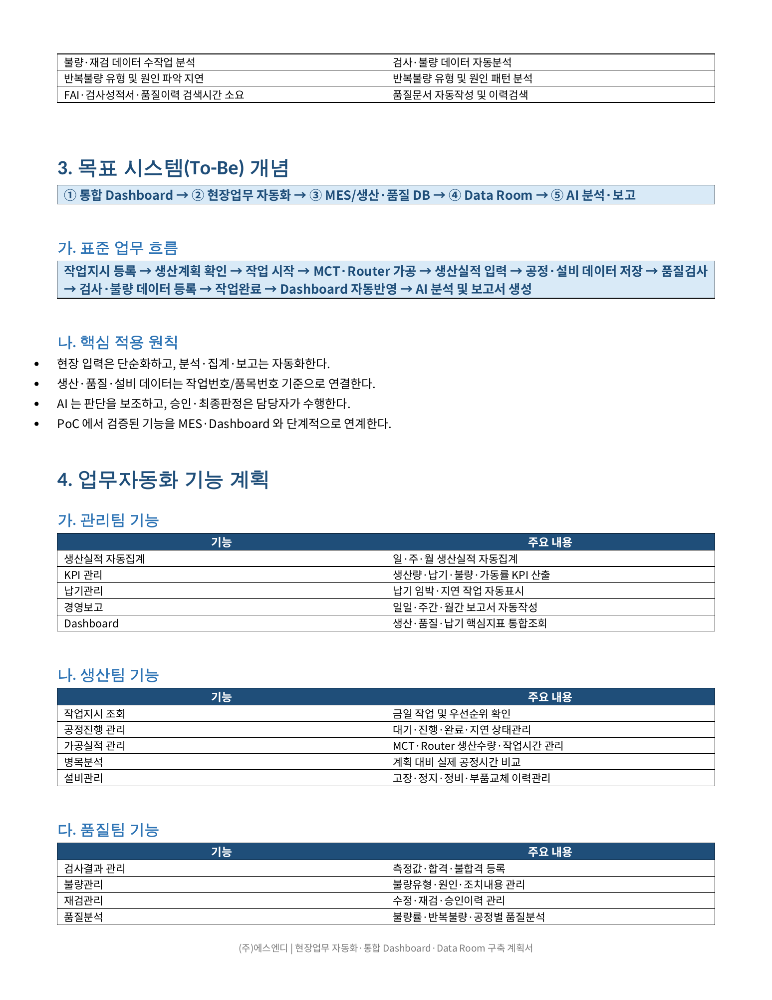 불량·재검 데이터 수작업 분석 검사·불량 데이터 자동분석
반복불량 유형 및 원인 파악 지연 반복불량 유형 및 원인 패턴 분석
FAI·검사성적서·품질이력 검색시간 소요 품질문서 자동작성 및 이력검색
3. 목표 시스템(To-Be) 개념
① 통합 Dashboard → ② 현장업무 자동화 → ③ MES/생산·품질 DB → ④ Data Room → ⑤ AI 분석·보고
가. 표준 업무 흐름
작업지시 등록 → 생산계획 확인 → 작업 시작 → MCT·Router 가공 → 생산실적 입력 → 공정·설비 데이터 저장 → 품질검사
→ 검사·불량 데이터 등록 → 작업완료 → Dashboard 자동반영 → AI 분석 및 보고서 생성
나. 핵심 적용 원칙
• 현장 입력은 단순화하고, 분석·집계·보고는 자동화한다.
• 생산·품질·설비 데이터는 작업번호/품목번호 기준으로 연결한다.
• AI 는 판단을 보조하고, 승인·최종판정은 담당자가 수행한다.
• PoC 에서 검증된 기능을 MES·Dashboard 와 단계적으로 연계한다.
4. 업무자동화 기능 계획
가. 관리팀 기능
기능 주요 내용
생산실적 자동집계 일·주·월 생산실적 자동집계
KPI 관리 생산량·납기·불량·가동률 KPI 산출
납기관리 납기 임박·지연 작업 자동표시
경영보고 일일·주간·월간 보고서 자동작성
Dashboard 생산·품질·납기 핵심지표 통합조회
나. 생산팀 기능
기능 주요 내용
작업지시 조회 금일 작업 및 우선순위 확인
공정진행 관리 대기·진행·완료·지연 상태관리
가공실적 관리 MCT·Router 생산수량·작업시간 관리
병목분석 계획 대비 실제 공정시간 비교
설비관리 고장·정지·정비·부품교체 이력관리
다. 품질팀 기능
기능 주요 내용
검사결과 관리 측정값·합격·불합격 등록
불량관리 불량유형·원인·조치내용 관리
재검관리 수정·재검·승인이력 관리
품질분석 불량률·반복불량·공정별 품질분석
(주)에스엔디 | 현장업무 자동화·통합 Dashboard·Data Room 구축 계획서